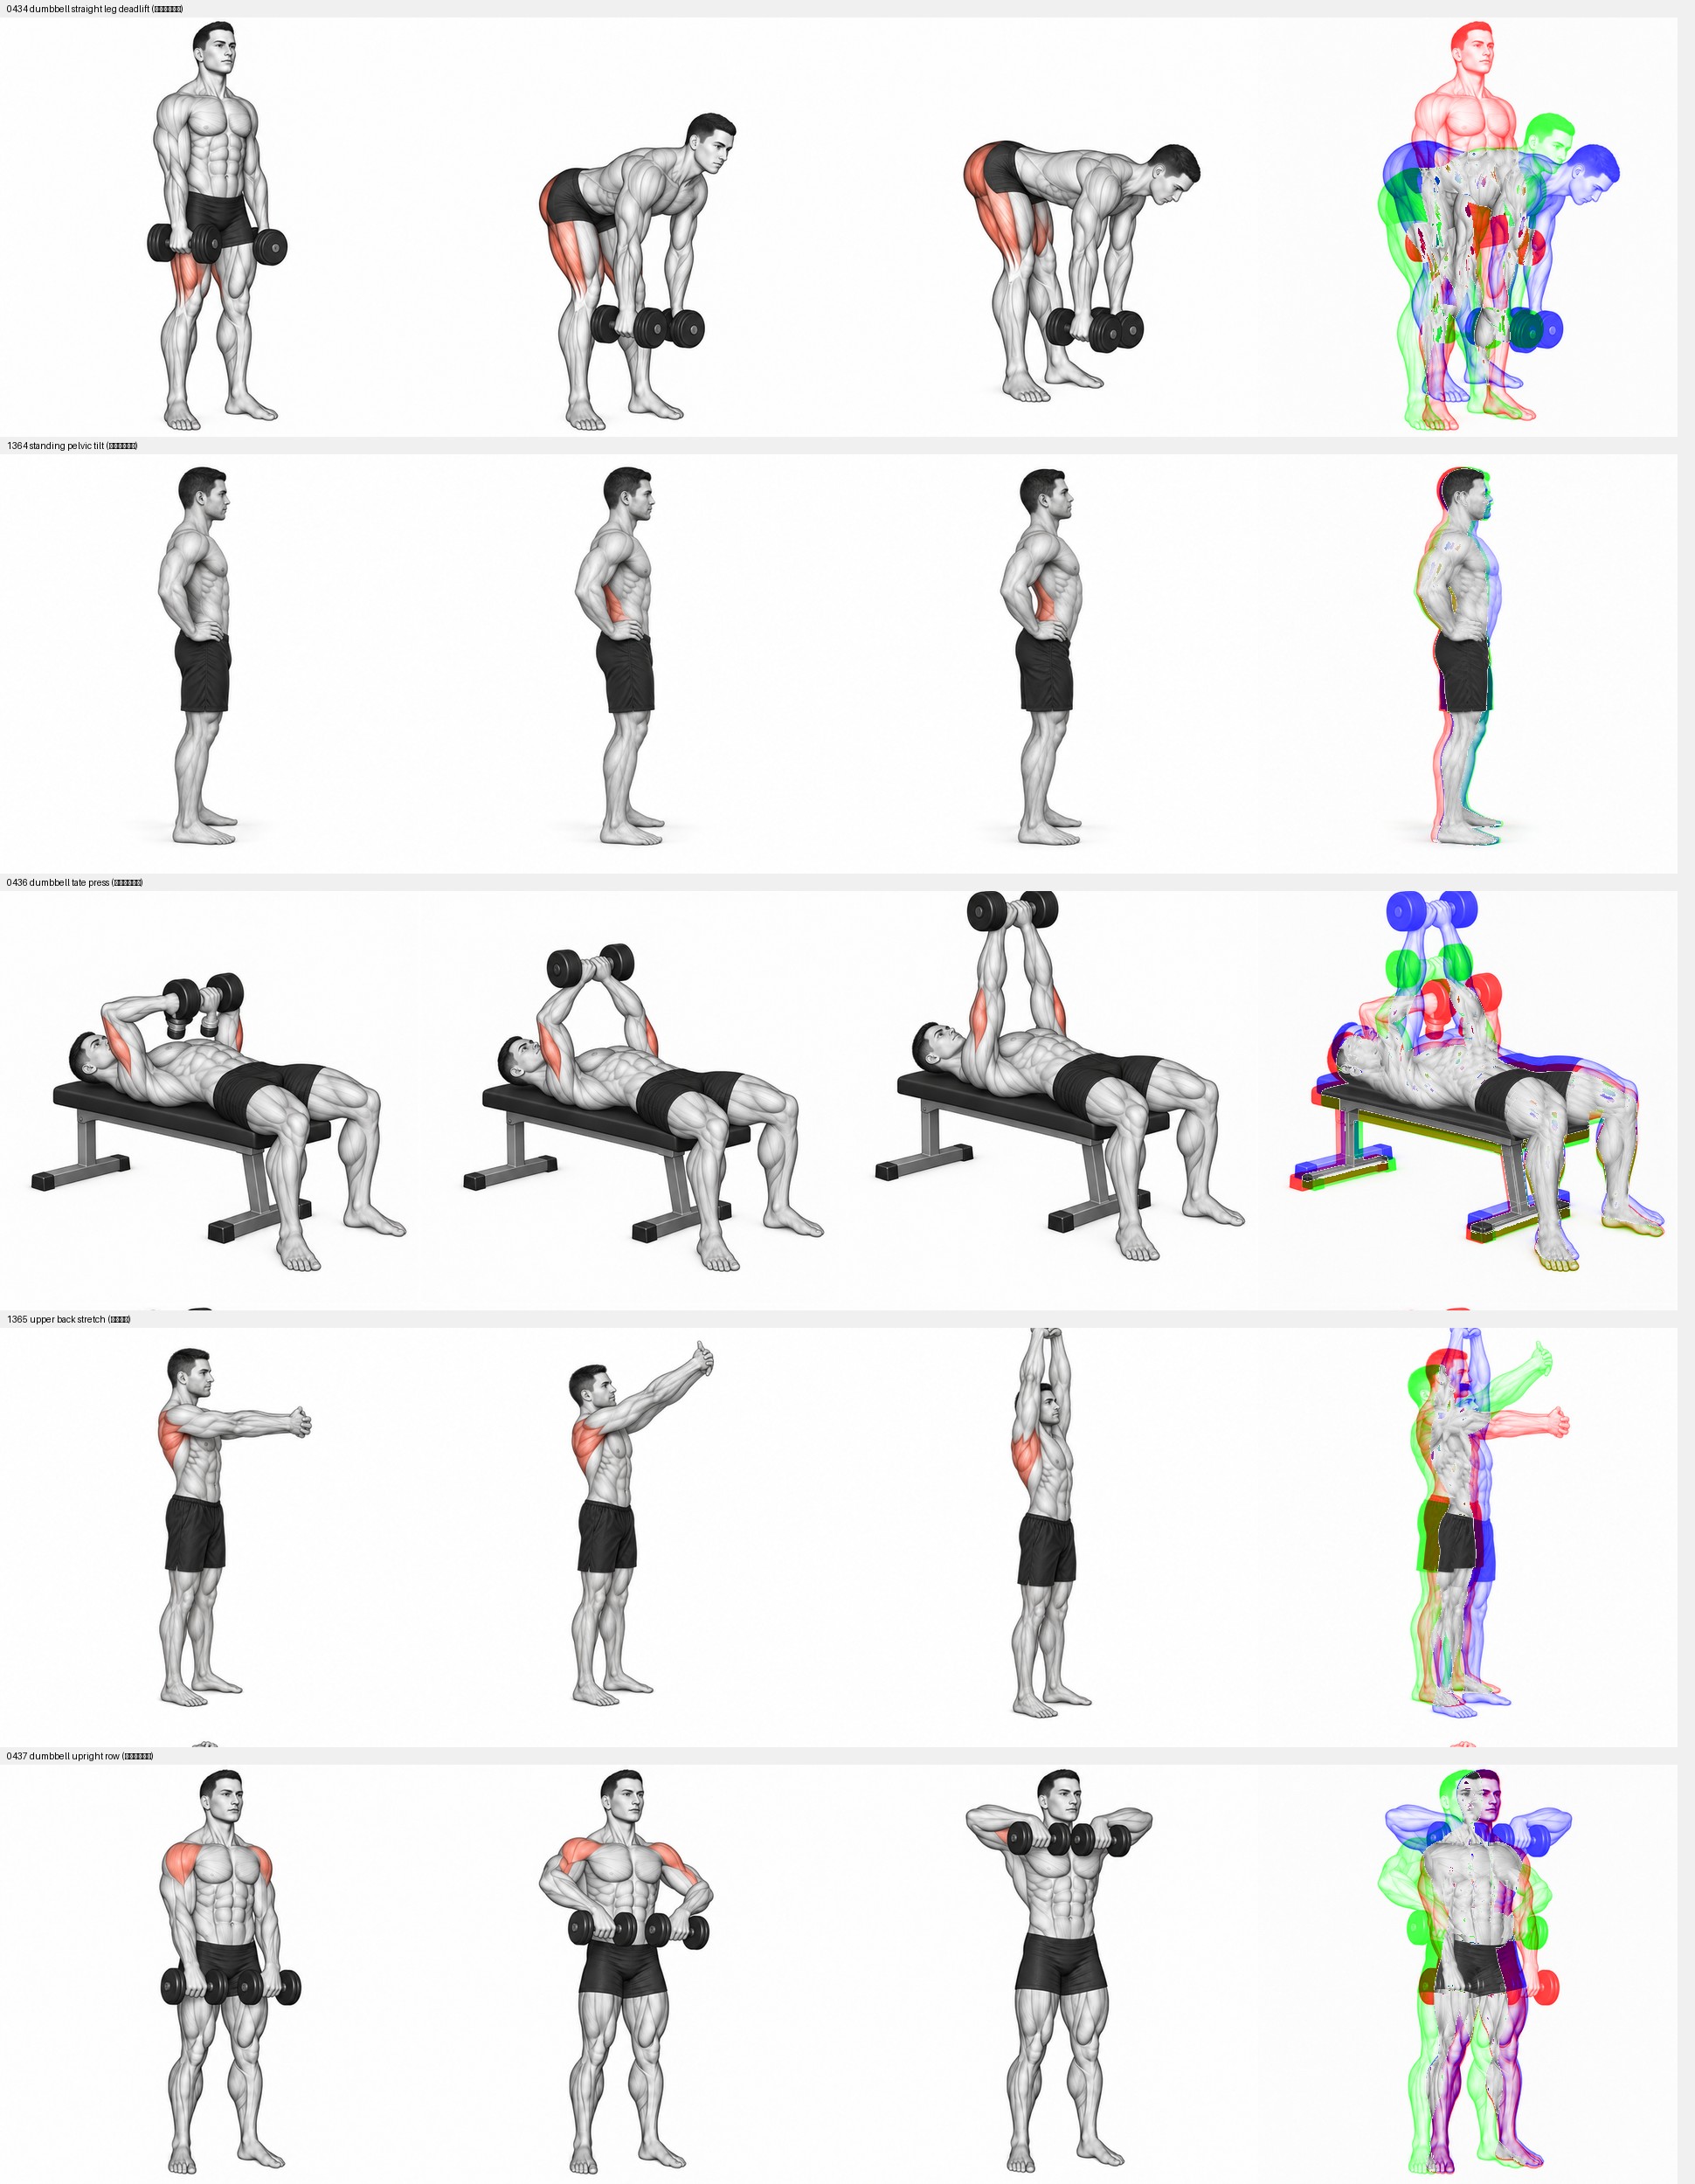 0434 dumbbell straight leg deadlift
1364 standing pelvic tilt
0436 dumbbell tate press
1365 upper back stretch
0437 dumbbell upright row